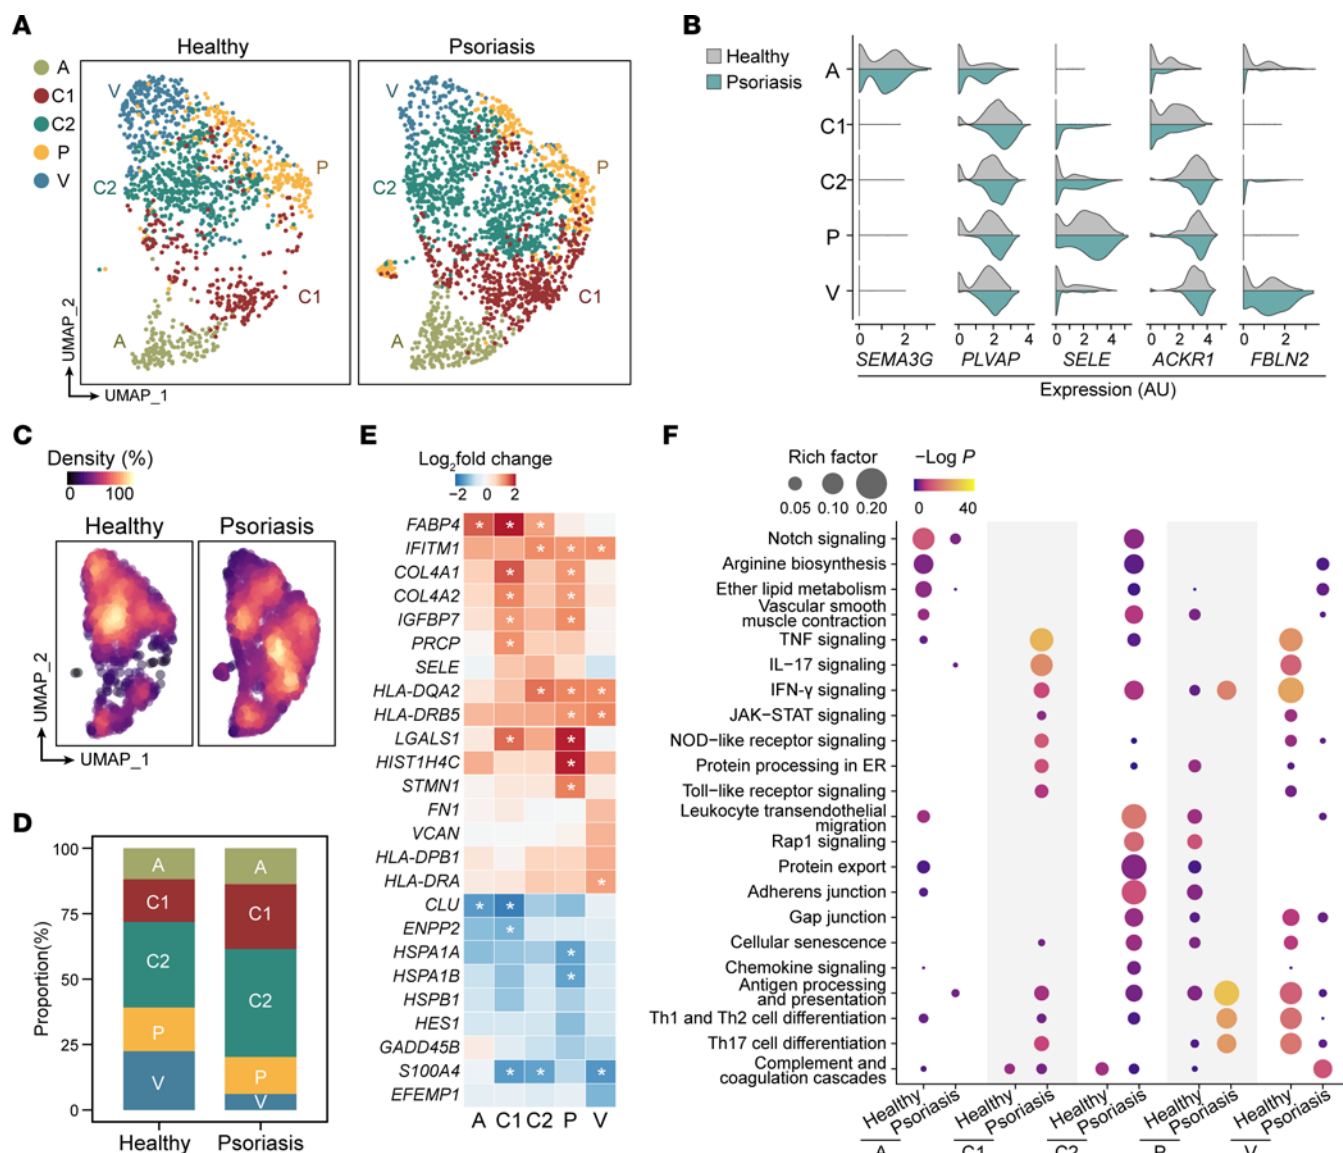 A
Healthy
Psoriasis
A
C1
C2
P
V
V
C2
P
C1
A
V
C2
P
C1
A
UMAP_2
UMAP_1
B
Healthy
Psoriasis
A
C1
C2
P
V
0 2
0 2 4
0 2
0 2 4
0 2
SEMA3G PLVAP SELE ACKR1 FBLN2
Expression (AU)
C
Density (%)
0 100
Healthy
Psoriasis
UMAP_2
UMAP_1
D
Proportion(%)
100
75
50
25
0
A
C1
C2
P
V
A
C1
C2
P
V
Healthy Psoriasis
E
Log2fold change
−2 0 2
FABP4 * * *
IFITM1 * * *
COL4A1 * *
COL4A2 * *
IGFBP7 * *
PRCP *
SELE
HLA-DQA2 * * *
HLA-DRB5 * *
LGALS1 * *
HIST1H4C *
STMN1 *
FN1
VCAN
HLA-DPB1
HLA-DRA *
CLU * *
ENPP2 *
HSPA1A *
HSPA1B *
HSPB1
HES1
GADD45B
S100A4 * * *
EFEMP1
A C1 C2 P V
F
Rich factor
0.05 0.10 0.20
−Log P
0 40
Notch signaling
Arginine biosynthesis
Ether lipid metabolism
Vascular smooth
muscle contraction
TNF signaling
IL−17 signaling
IFN-γ signaling
JAK−STAT signaling
NOD−like receptor signaling
Protein processing in ER
Toll−like receptor signaling
Leukocyte transendothelial
migration
Rap1 signaling
Protein export
Adherens junction
Gap junction
Cellular senescence
Chemokine signaling
Antigen processing
and presentation
Th1 and Th2 cell differentiation
Th17 cell differentiation
Complement and
coagulation cascades
Healthy Psoriasis Healthy Psoriasis Healthy Psoriasis Healthy Psoriasis Healthy Psoriasis
A C1 C2 P V